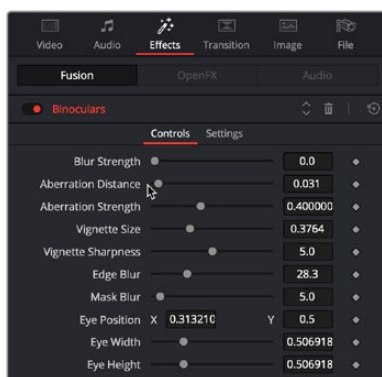 Video Audio Effects Transition Image File
Fusion OpenFX Audio
Binoculars
Controls Settings
Blur Strength 0.0
Aberration Distance 0.031
Aberration Strength 0.400000
Vignette Size 0.3764
Vignette Sharpness 5.0
Edge Blur 28.3
Mask Blur 5.0
Eye Position X 0.313210 Y 0.5
Eye Width 0.506918
Eye Height 0.506918